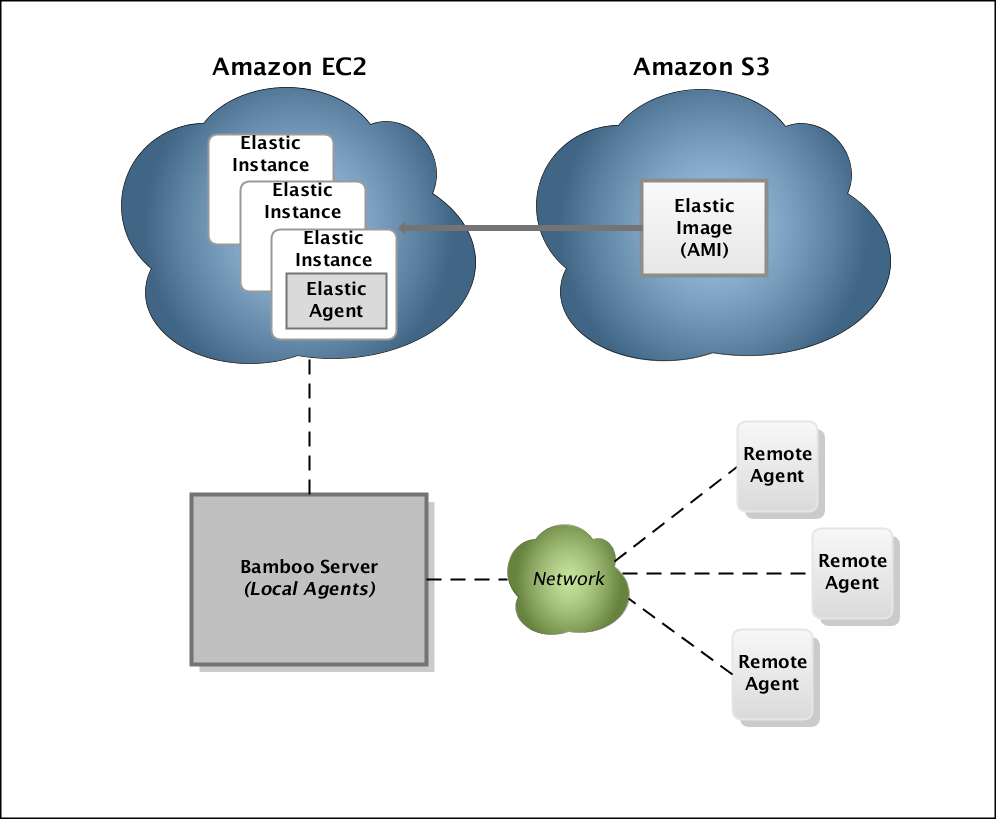 Amazon EC2
Amazon S3
Elastic
Instance
Elastic
Instance
Elastic
Instance
Elastic
Agent
Elastic
Image
(AMI)
Bamboo Server
(Local Agents)
Network
Remote
Agent
Remote
Agent
Remote
Agent